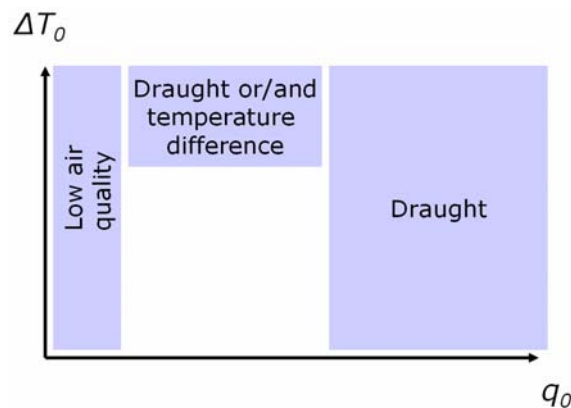 ΔT₀
Draught or/and
temperature
difference
Low air
quality
Draught
q₀